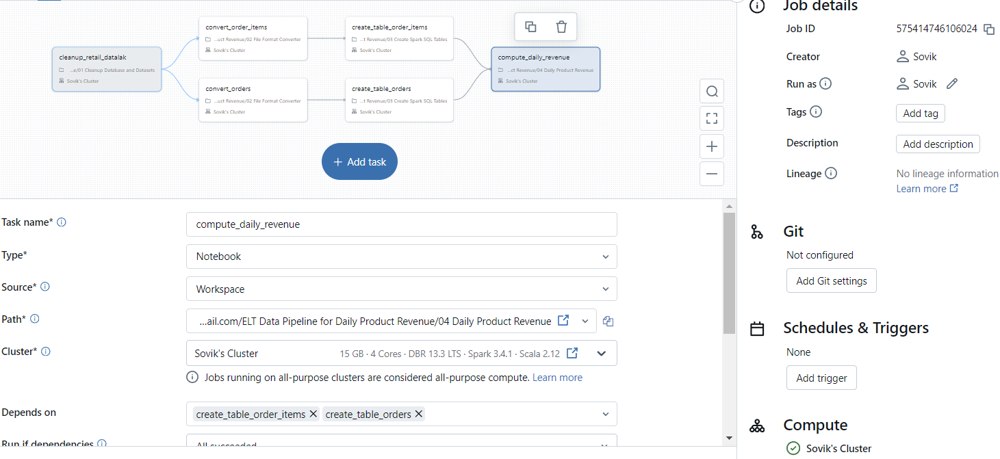 cleanup_retail_datalak
...e/01 Cleanup Database and Datasets
Sovik's Cluster
convert_order_items
...uct Revenue/02 File Format Converter
Sovik's Cluster
convert_orders
...uct Revenue/02 File Format Converter
Sovik's Cluster
create_table_order_items
...t Revenue/03 Create Spark SQL Tables
Sovik's Cluster
create_table_orders
...t Revenue/03 Create Spark SQL Tables
Sovik's Cluster
compute_daily_revenue
...ct Revenue/04 Daily Product Revenue
Sovik's Cluster
+ Add task
Task name*
compute_daily_revenue
Type*
Notebook
Source*
Workspace
Path*
...ail.com/ELT Data Pipeline for Daily Product Revenue/04 Daily Product Revenue
Cluster*
Sovik's Cluster 15 GB · 4 Cores · DBR 13.3 LTS · Spark 3.4.1 · Scala 2.12
Jobs running on all-purpose clusters are considered all-purpose compute. Learn more
Depends on
create_table_order_items create_table_orders
Run if dependencies
All succeeded
Job details
Job ID 575414746106024
Creator Sovik
Run as Sovik
Tags Add tag
Description Add description
Lineage No lineage information
Learn more
Git
Not configured
Add Git settings
Schedules & Triggers
None
Add trigger
Compute
Sovik's Cluster